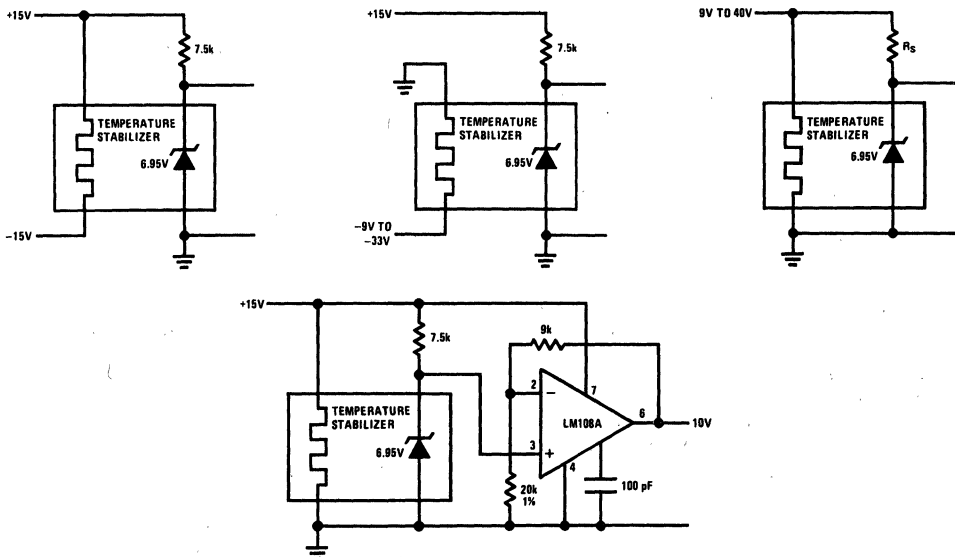 +15V
7.5k
TEMPERATURE
STABILIZER
6.95V
−15V
+15V
7.5k
TEMPERATURE
STABILIZER
6.95V
−9V TO
−33V
9V TO 40V
RS
TEMPERATURE
STABILIZER
6.95V
+15V
7.5k
9k
TEMPERATURE
STABILIZER
6.95V
2
−
7
LM108A
6
10V
3
+
4
20k
1%
100 pF